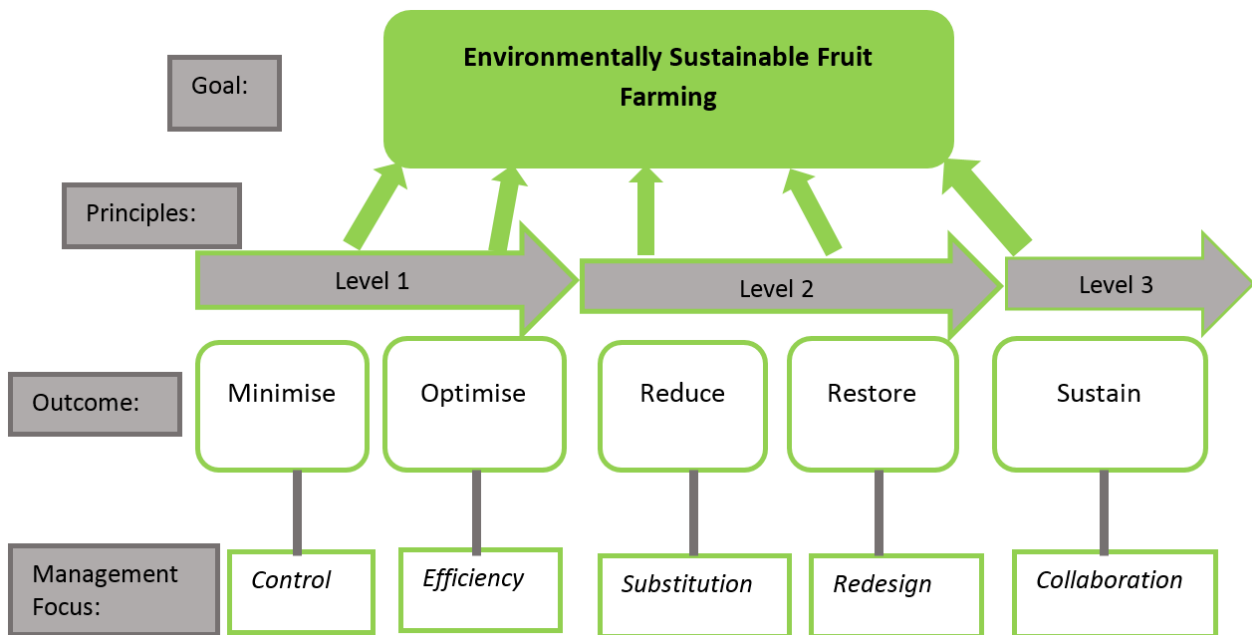 Goal:
Environmentally Sustainable Fruit
Farming
Principles:
Level 1
Level 2
Level 3
Outcome:
Minimise
Optimise
Reduce
Restore
Sustain
Management
Focus:
Control
Efficiency
Substitution
Redesign
Collaboration